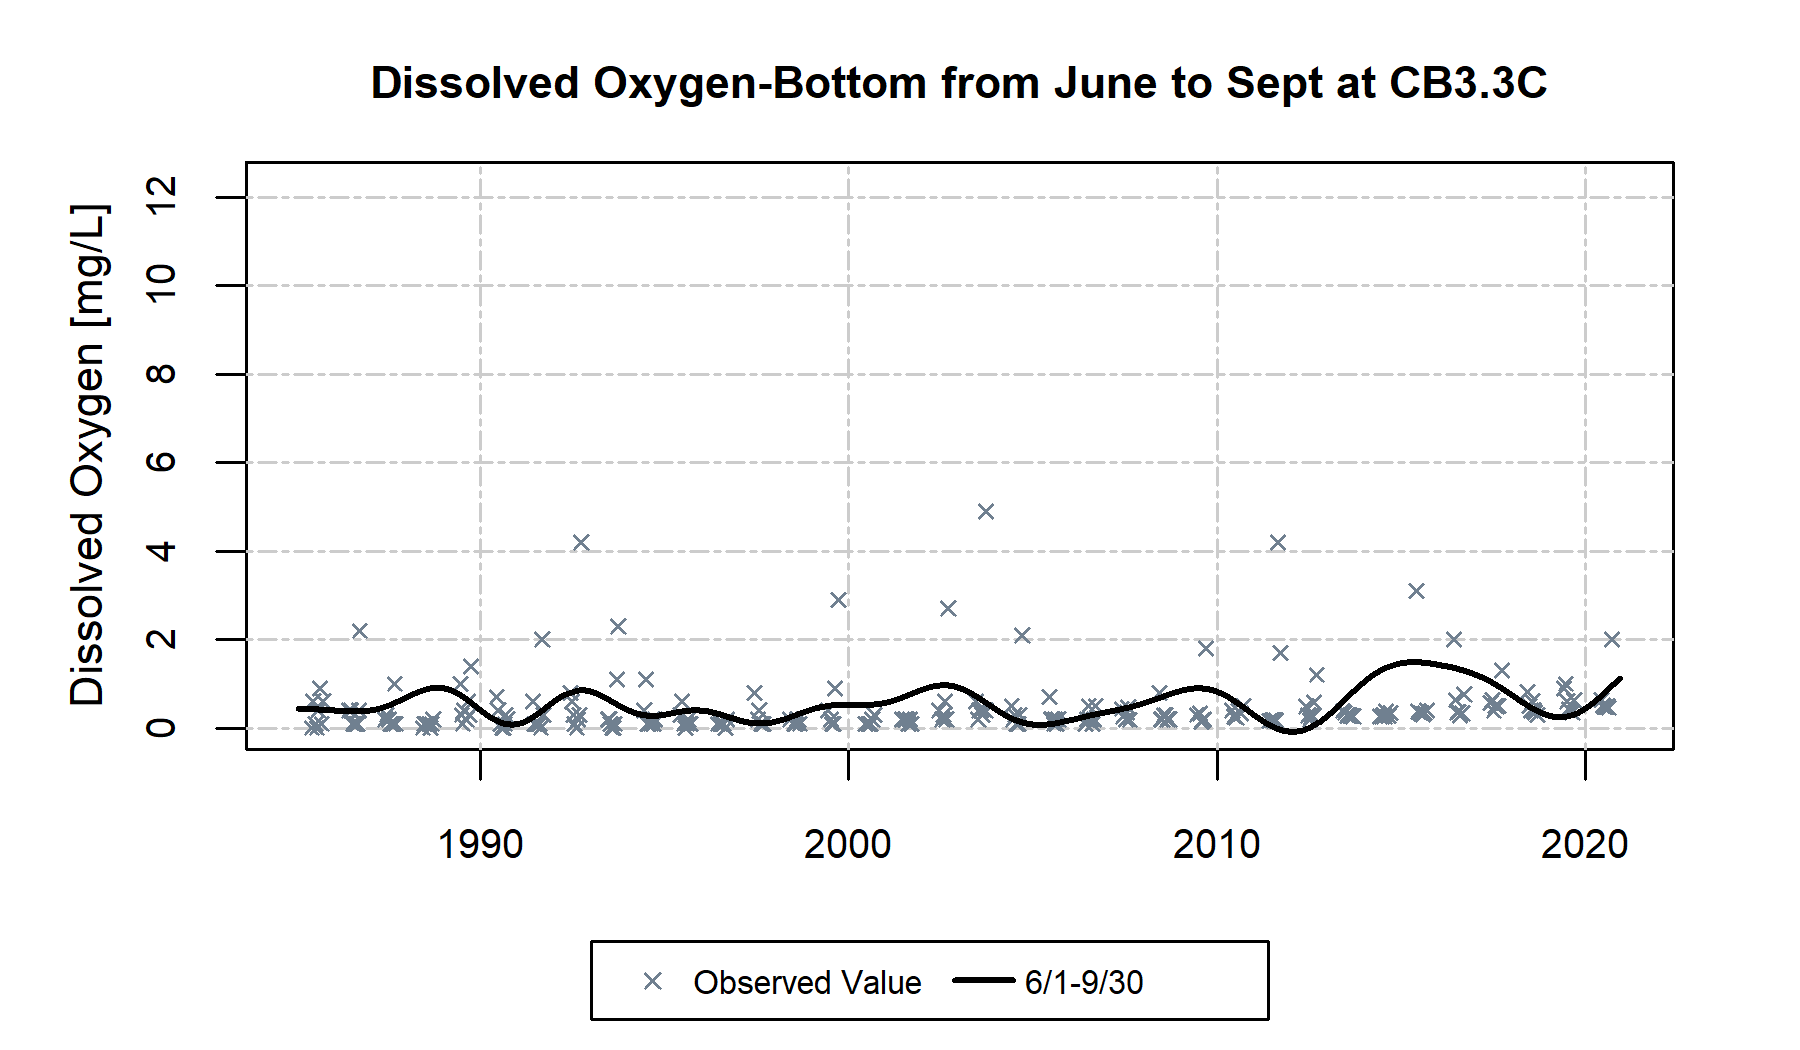 Dissolved Oxygen-Bottom from June to Sept at CB3.3C
Dissolved Oxygen [mg/L]
12
10
8
6
4
2
0
1990 2000 2010 2020
Observed Value 6/1-9/30